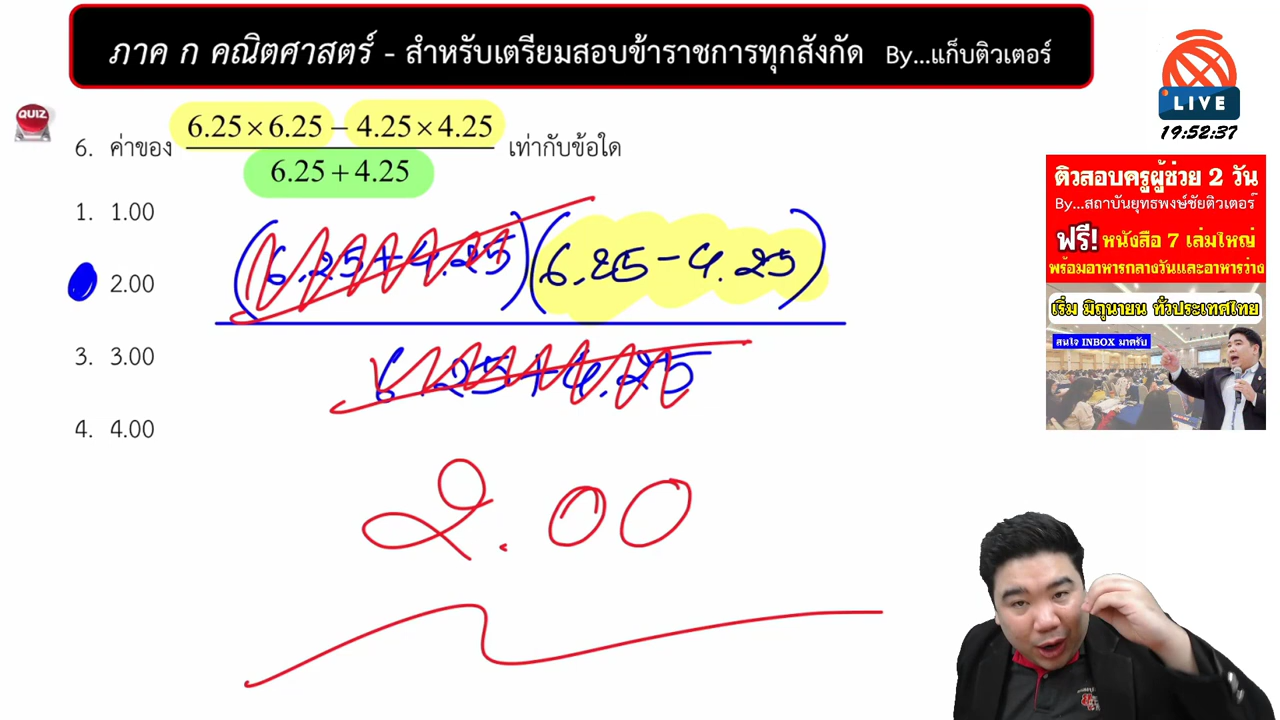 ภาค ก คณิตศาสตร์ - สำหรับเตรียมสอบข้าราชการทุกสังกัด By...แก็บติวเตอร์
LIVE
19:52:37
QUIZ
6. ค่าของ (6.25×6.25 − 4.25×4.25)/(6.25+4.25) เท่ากับข้อใด
1. 1.00
2.00
3. 3.00
4. 4.00
(6.25+4.25)(6.25-4.25)
6.25+4.25
2.00
ติวสอบครูผู้ช่วย 2 วัน
By...สถาบันยุทธพงษ์ชัยติวเตอร์
ฟรี! หนังสือ 7 เล่มใหญ่
พร้อมอาหารกลางวันและอาหารว่าง
เริ่ม มิถุนายน ทั่วประเทศไทย
สนใจ INBOX มาครับ